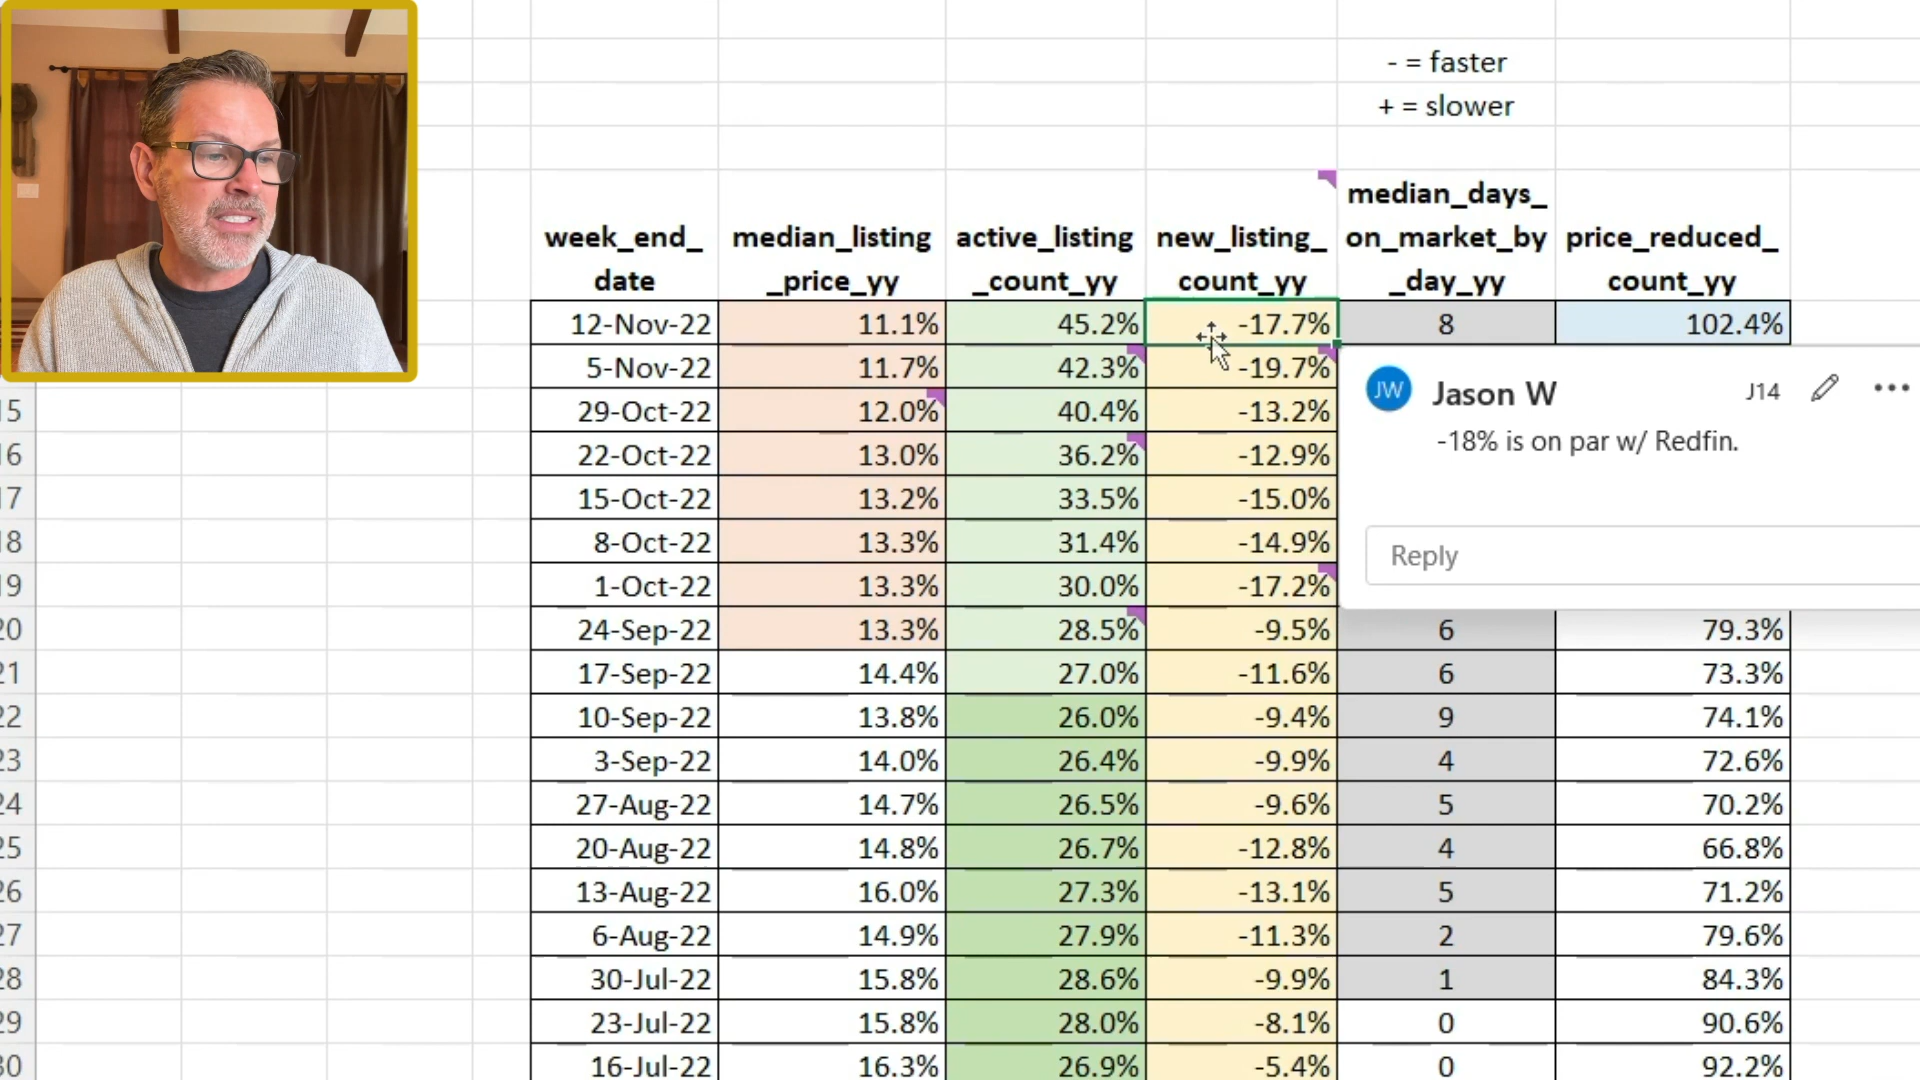 - = faster
+ = slower
week_end_ date median_listing _price_yy active_listing _count_yy new_listing_ count_yy median_days_ on_market_by _day_yy price_reduced_ count_yy
12-Nov-22 11.1% 45.2% -17.7% 8 102.4%
5-Nov-22 11.7% 42.3% -19.7%
15 29-Oct-22 12.0% 40.4% -13.2%
16 22-Oct-22 13.0% 36.2% -12.9%
17 15-Oct-22 13.2% 33.5% -15.0%
18 8-Oct-22 13.3% 31.4% -14.9%
19 1-Oct-22 13.3% 30.0% -17.2%
JW Jason W J14
-18% is on par w/ Redfin.
Reply
20 24-Sep-22 13.3% 28.5% -9.5% 6 79.3%
21 17-Sep-22 14.4% 27.0% -11.6% 6 73.3%
22 10-Sep-22 13.8% 26.0% -9.4% 9 74.1%
23 3-Sep-22 14.0% 26.4% -9.9% 4 72.6%
24 27-Aug-22 14.7% 26.5% -9.6% 5 70.2%
25 20-Aug-22 14.8% 26.7% -12.8% 4 66.8%
26 13-Aug-22 16.0% 27.3% -13.1% 5 71.2%
27 6-Aug-22 14.9% 27.9% -11.3% 2 79.6%
28 30-Jul-22 15.8% 28.6% -9.9% 1 84.3%
29 23-Jul-22 15.8% 28.0% -8.1% 0 90.6%
30 16-Jul-22 16.3% 26.9% -5.4% 0 92.2%